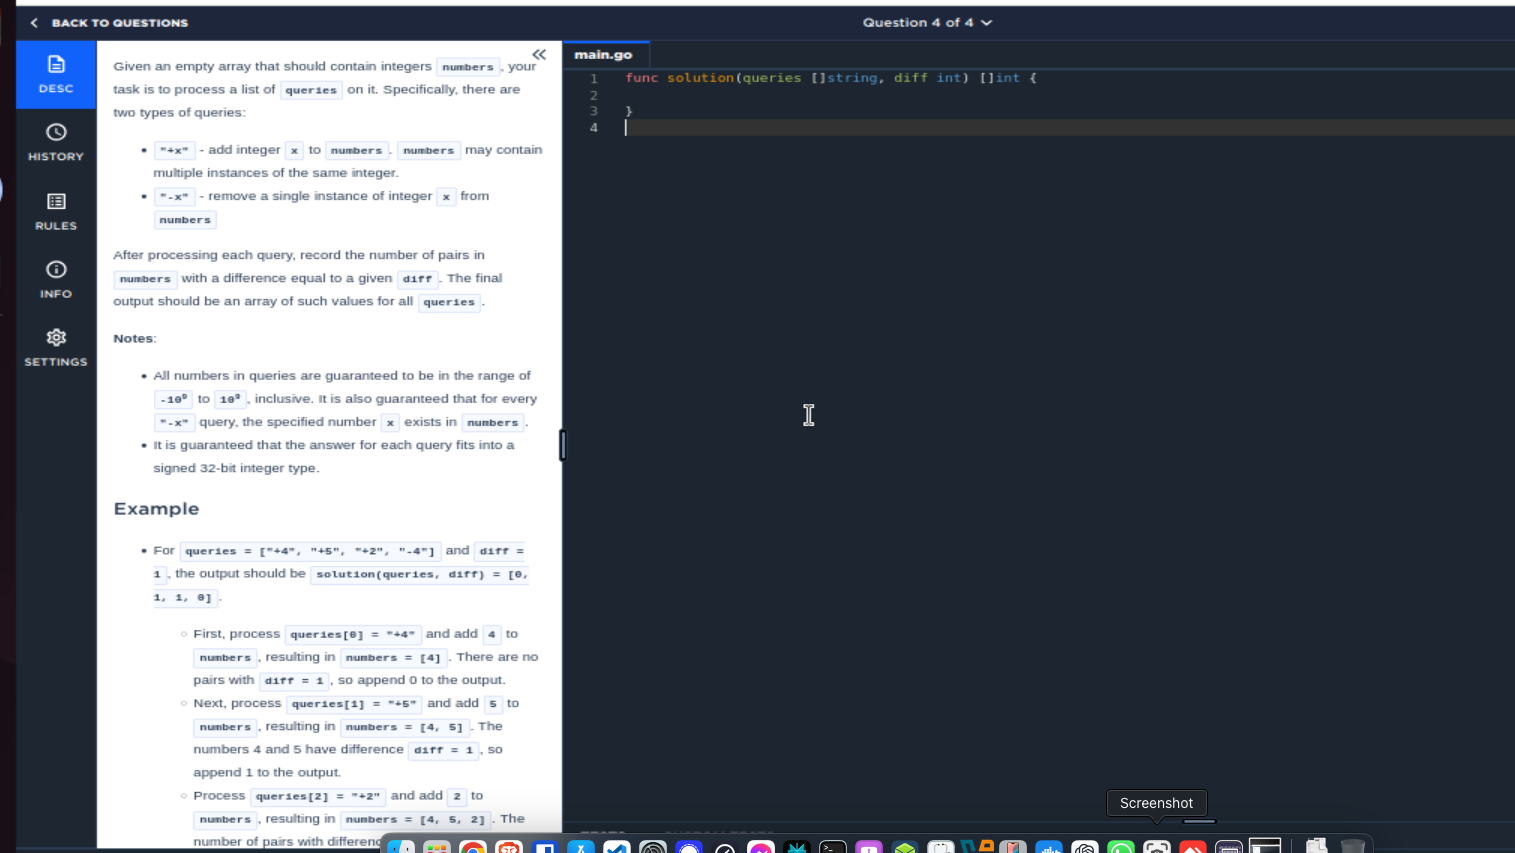 BACK TO QUESTIONS
Question 4 of 4
DESC
HISTORY
RULES
INFO
SETTINGS
Given an empty array that should contain integers numbers, your
task is to process a list of queries on it. Specifically, there are
two types of queries:
• "+x" - add integer x to numbers. numbers may contain
multiple instances of the same integer.
• "-x" - remove a single instance of integer x from
numbers
After processing each query, record the number of pairs in
numbers with a difference equal to a given diff. The final
output should be an array of such values for all queries.
Notes:
• All numbers in queries are guaranteed to be in the range of
-10⁹ to 10⁹, inclusive. It is also guaranteed that for every
"-x" query, the specified number x exists in numbers.
• It is guaranteed that the answer for each query fits into a
signed 32-bit integer type.
Example
• For queries = ["+4", "+5", "+2", "-4"] and diff =
1, the output should be solution(queries, diff) = [0,
1, 1, 0].
○ First, process queries[0] = "+4" and add 4 to
numbers, resulting in numbers = [4]. There are no
pairs with diff = 1, so append 0 to the output.
○ Next, process queries[1] = "+5" and add 5 to
numbers, resulting in numbers = [4, 5]. The
numbers 4 and 5 have difference diff = 1, so
append 1 to the output.
○ Process queries[2] = "+2" and add 2 to
numbers, resulting in numbers = [4, 5, 2]. The
number of pairs with
main.go
1 func solution(queries []string, diff int) []int {
2
3 }
4
Screenshot